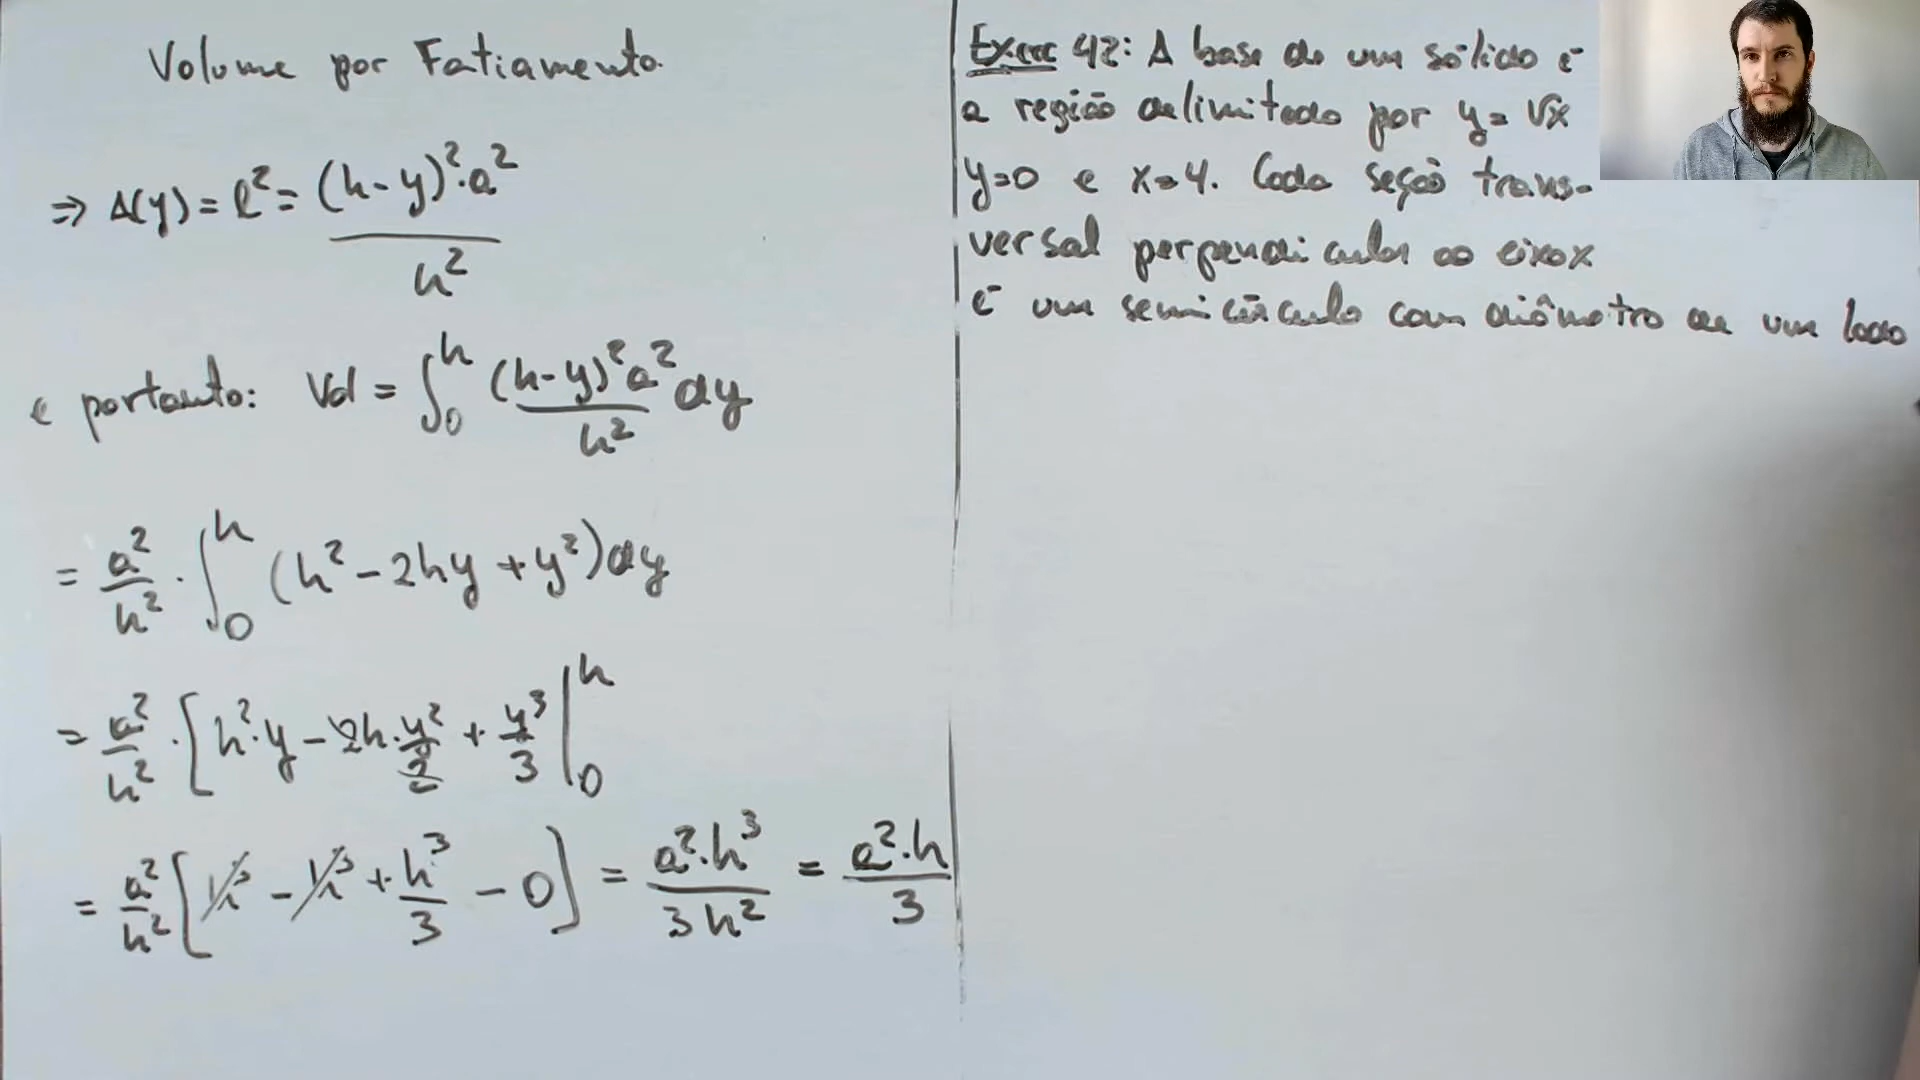 Volume por Fatiamento
⇒ A(y) = l² = (h-y)²·a² / h²
e portanto: Vol = ∫₀ʰ (h-y)²a² / h² dy
= a²/h² · ∫₀ʰ (h² - 2hy + y²)dy
= a²/h² · [h²·y - 2h·y²/2 + y³/3 |₀ʰ
= a²/h² [h³ - h³ + h³/3 - 0] = a²·h³ / 3h² = a²·h / 3
Exerc 42: A base de um sólido é
a região delimitada por y = √x
y=0 e x=4. Cada seção trans-
versal perpendicular ao eixo x
é um semicírculo com diâmetro de um lado